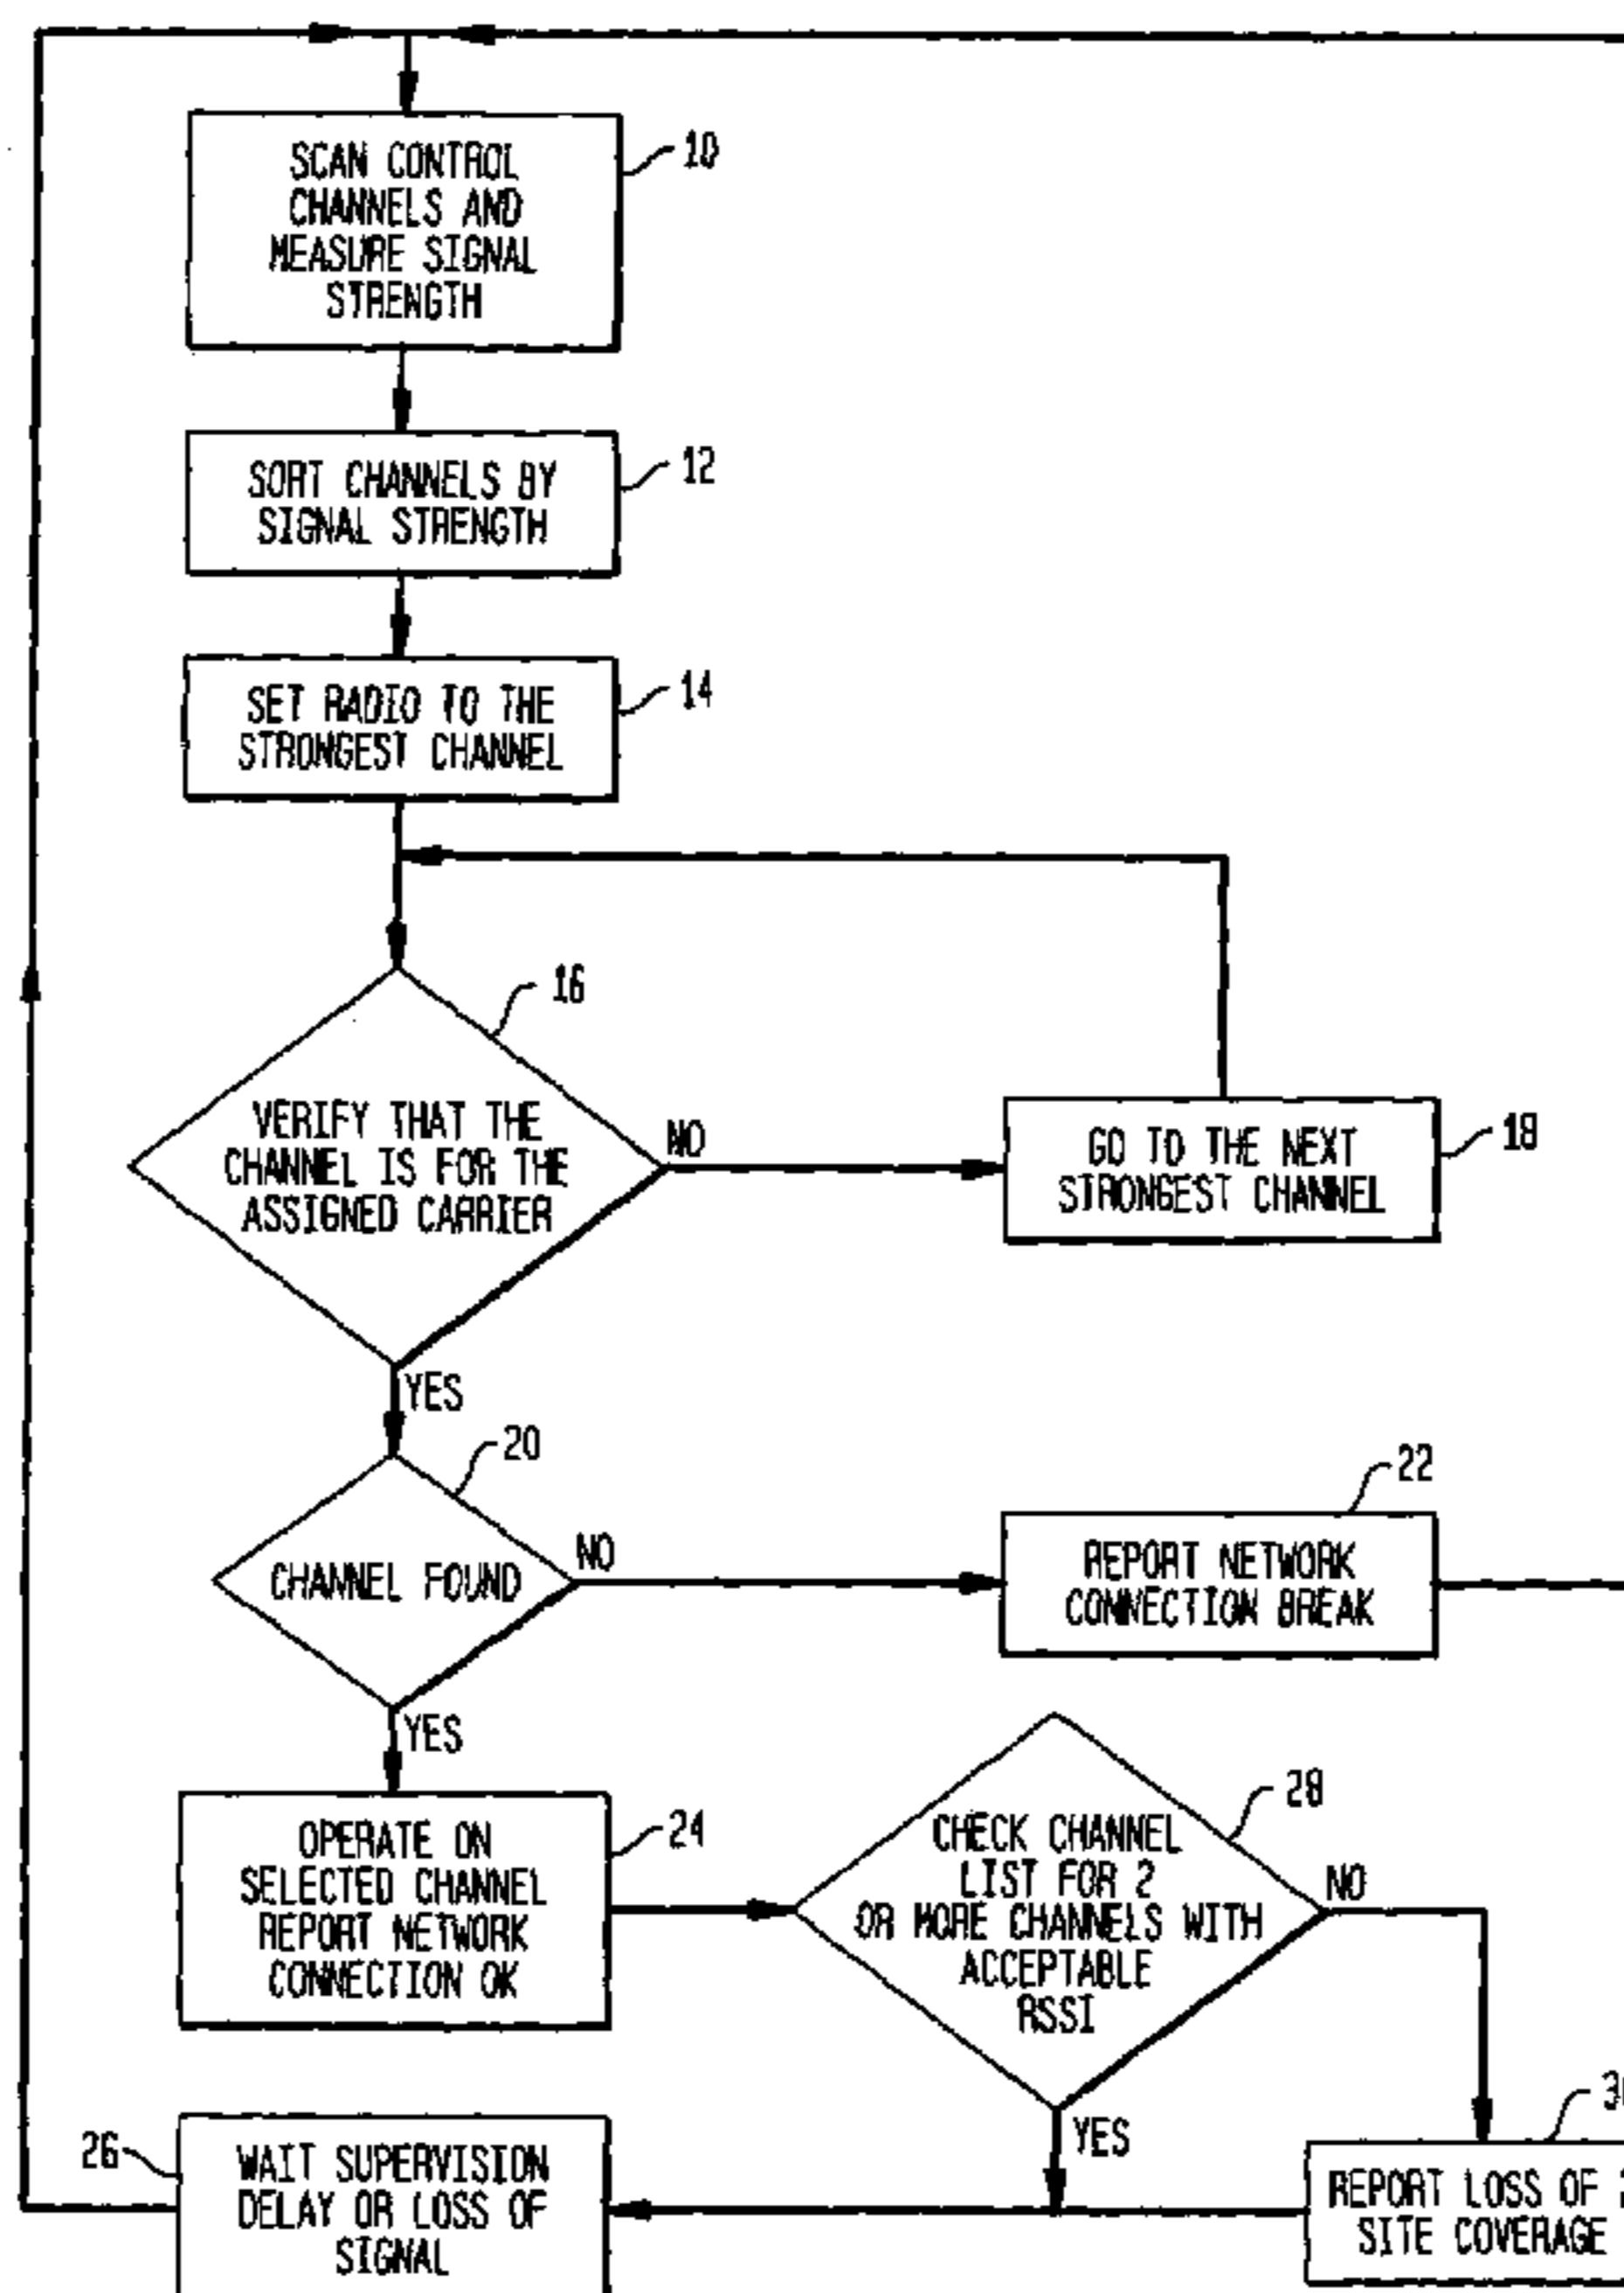 SCAN CONTROL
CHANNELS AND
MEASURE SIGNAL
STRENGTH
10
SORT CHANNELS BY
SIGNAL STRENGTH
12
SET RADIO TO THE
STRONGEST CHANNEL
14
16
VERIFY THAT THE
CHANNEL IS FOR THE
ASSIGNED CARRIER
NO
GO TO THE NEXT
STRONGEST CHANNEL
18
YES
20
CHANNEL FOUND
NO
22
REPORT NETWORK
CONNECTION BREAK
YES
OPERATE ON
SELECTED CHANNEL
REPORT NETWORK
CONNECTION OK
24
28
CHECK CHANNEL
LIST FOR 2
OR MORE CHANNELS WITH
ACCEPTABLE
RSSI
NO
YES
26
WAIT SUPERVISION
DELAY OR LOSS OF
SIGNAL
REPORT LOSS OF
SITE COVERAGE